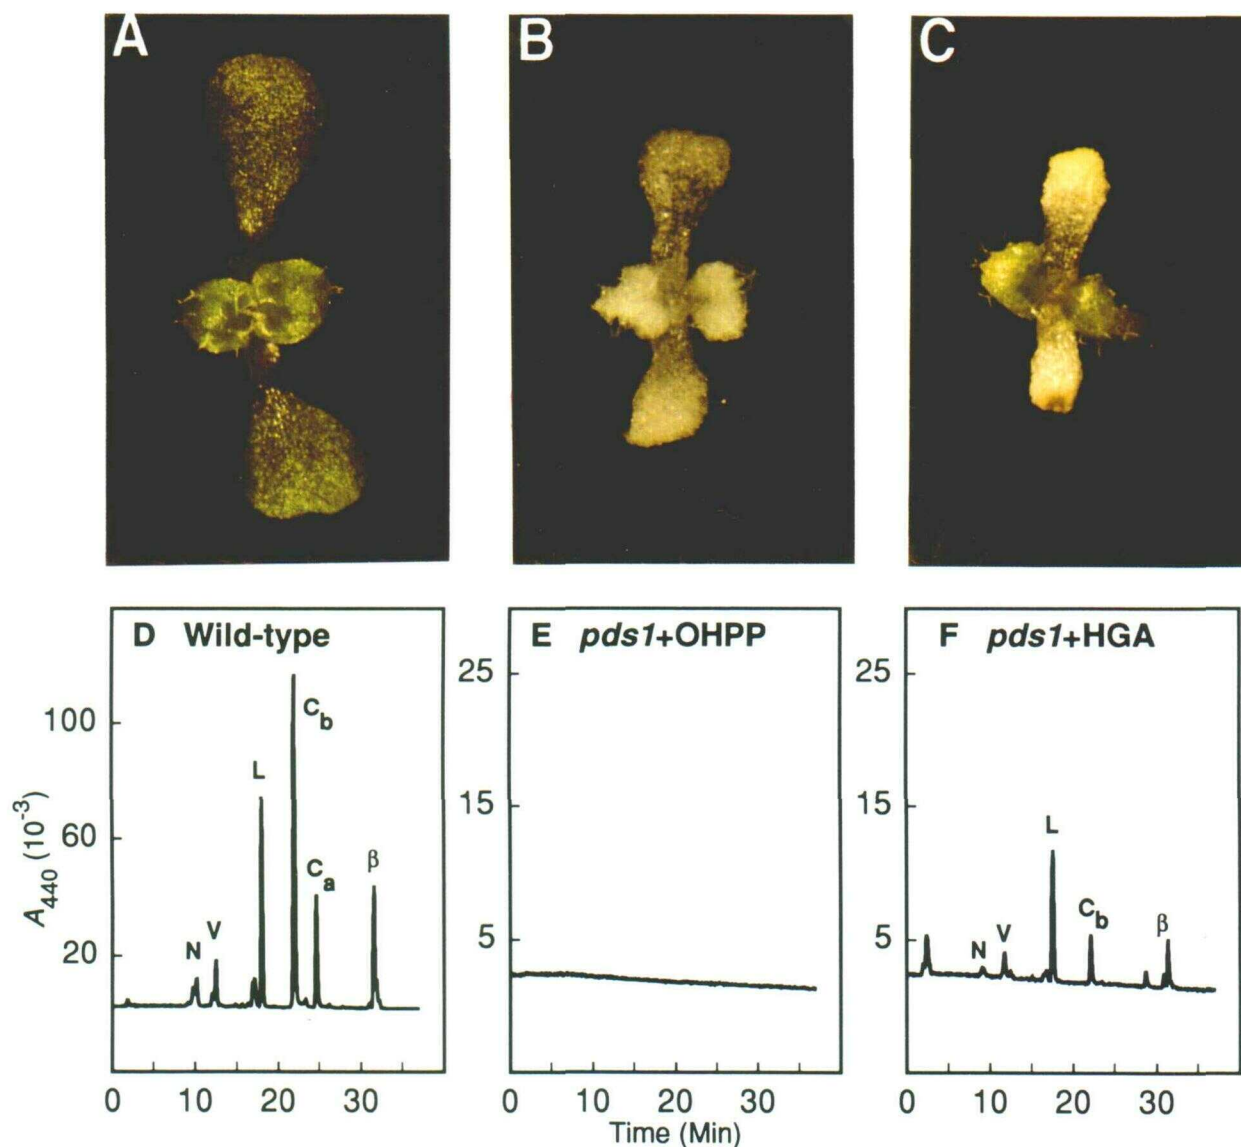 A
B
C
D Wild-type
E pds1+OHPP
F pds1+HGA
A440 (10-3)
100
60
20
N
V
L
Cb
Ca
β
25
15
5
25
15
5
N
V
L
Cb
β
0 10 20 30
0 10 20 30
0 10 20 30
Time (Min)